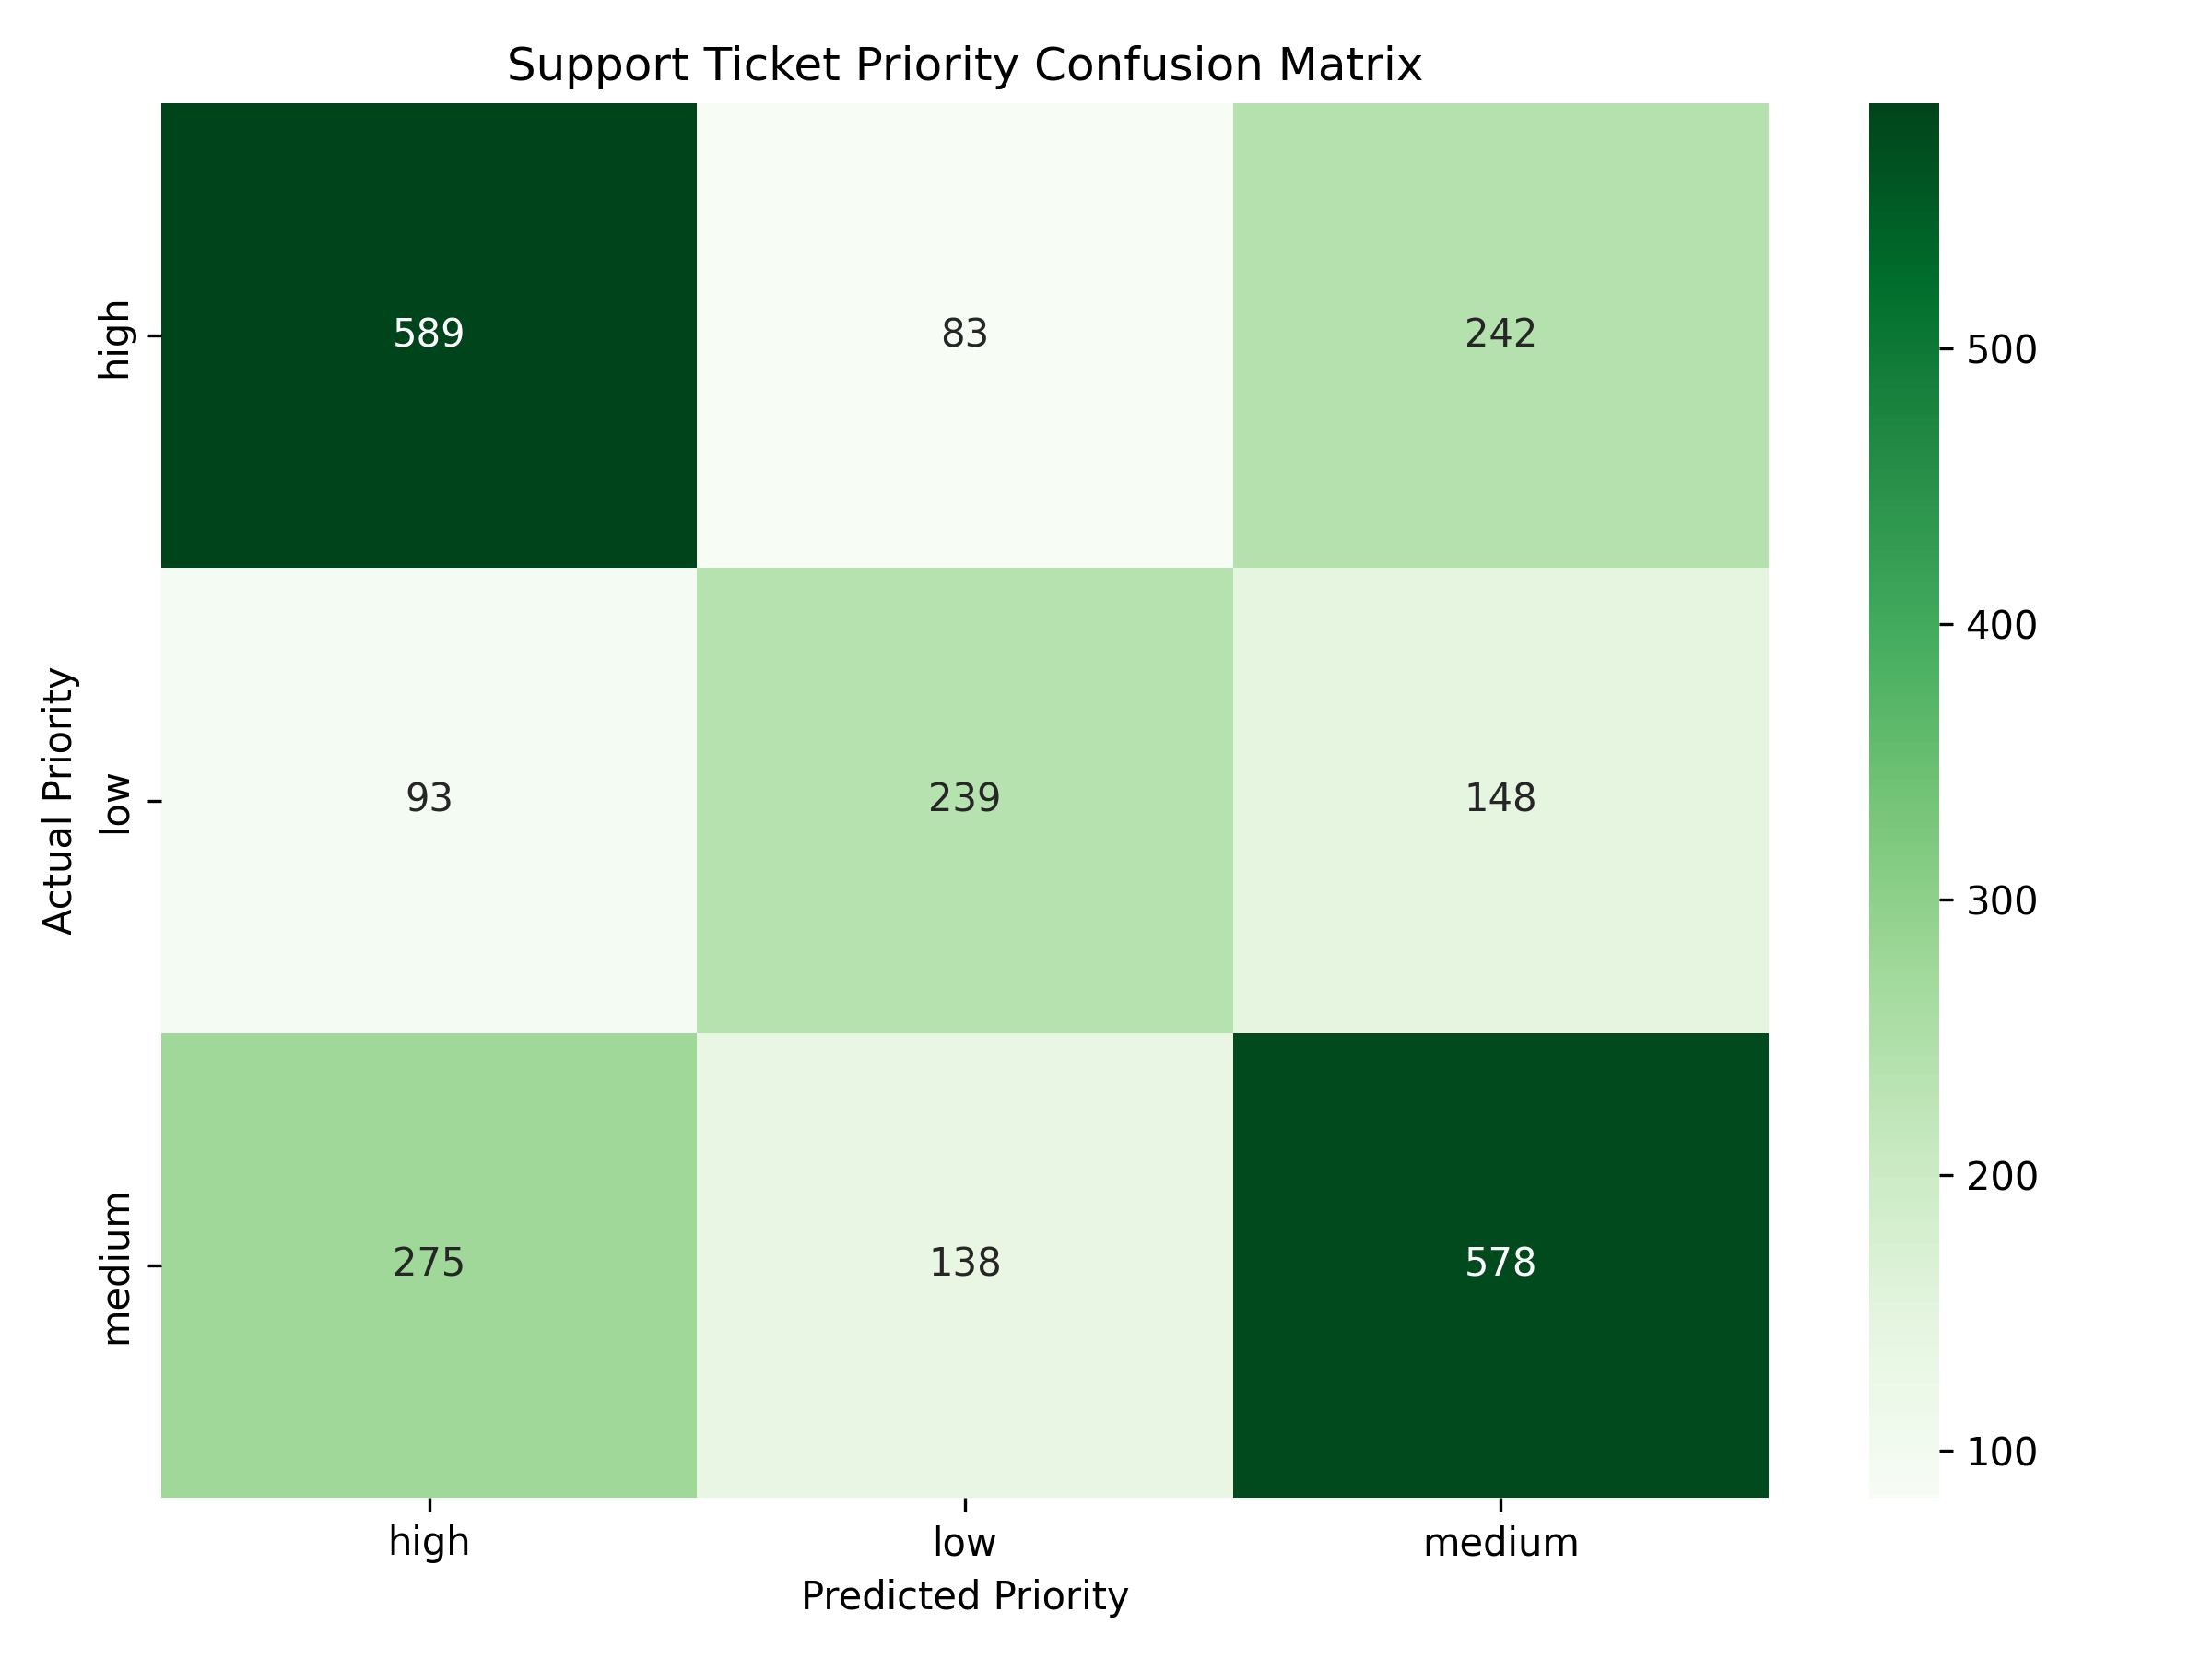 Support Ticket Priority Confusion Matrix
Actual Priority
high
589 83 242
low
93 239 148
medium
275 138 578
high low medium
Predicted Priority
500
400
300
200
100